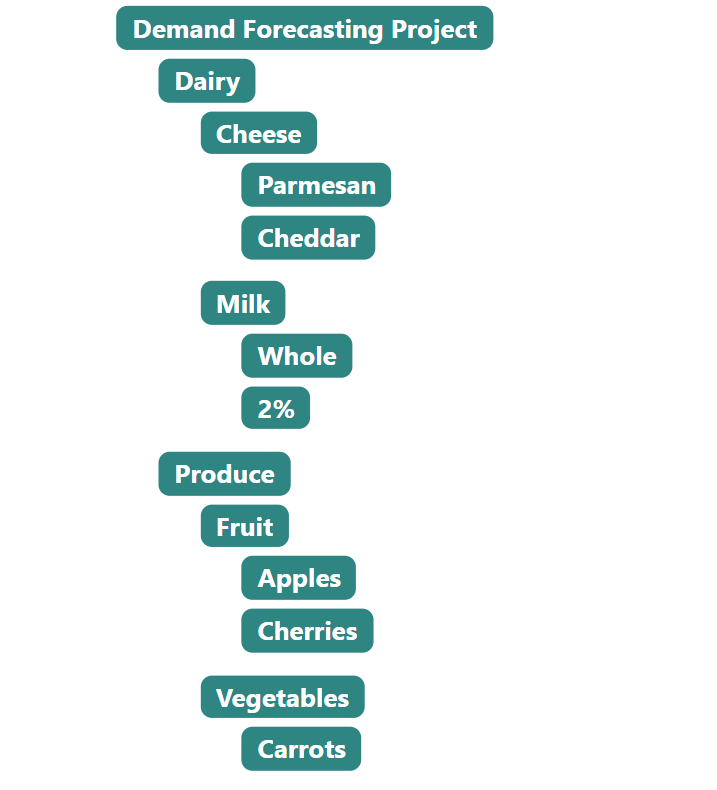 Demand Forecasting Project
Dairy
Cheese
Parmesan
Cheddar
Milk
Whole
2%
Produce
Fruit
Apples
Cherries
Vegetables
Carrots